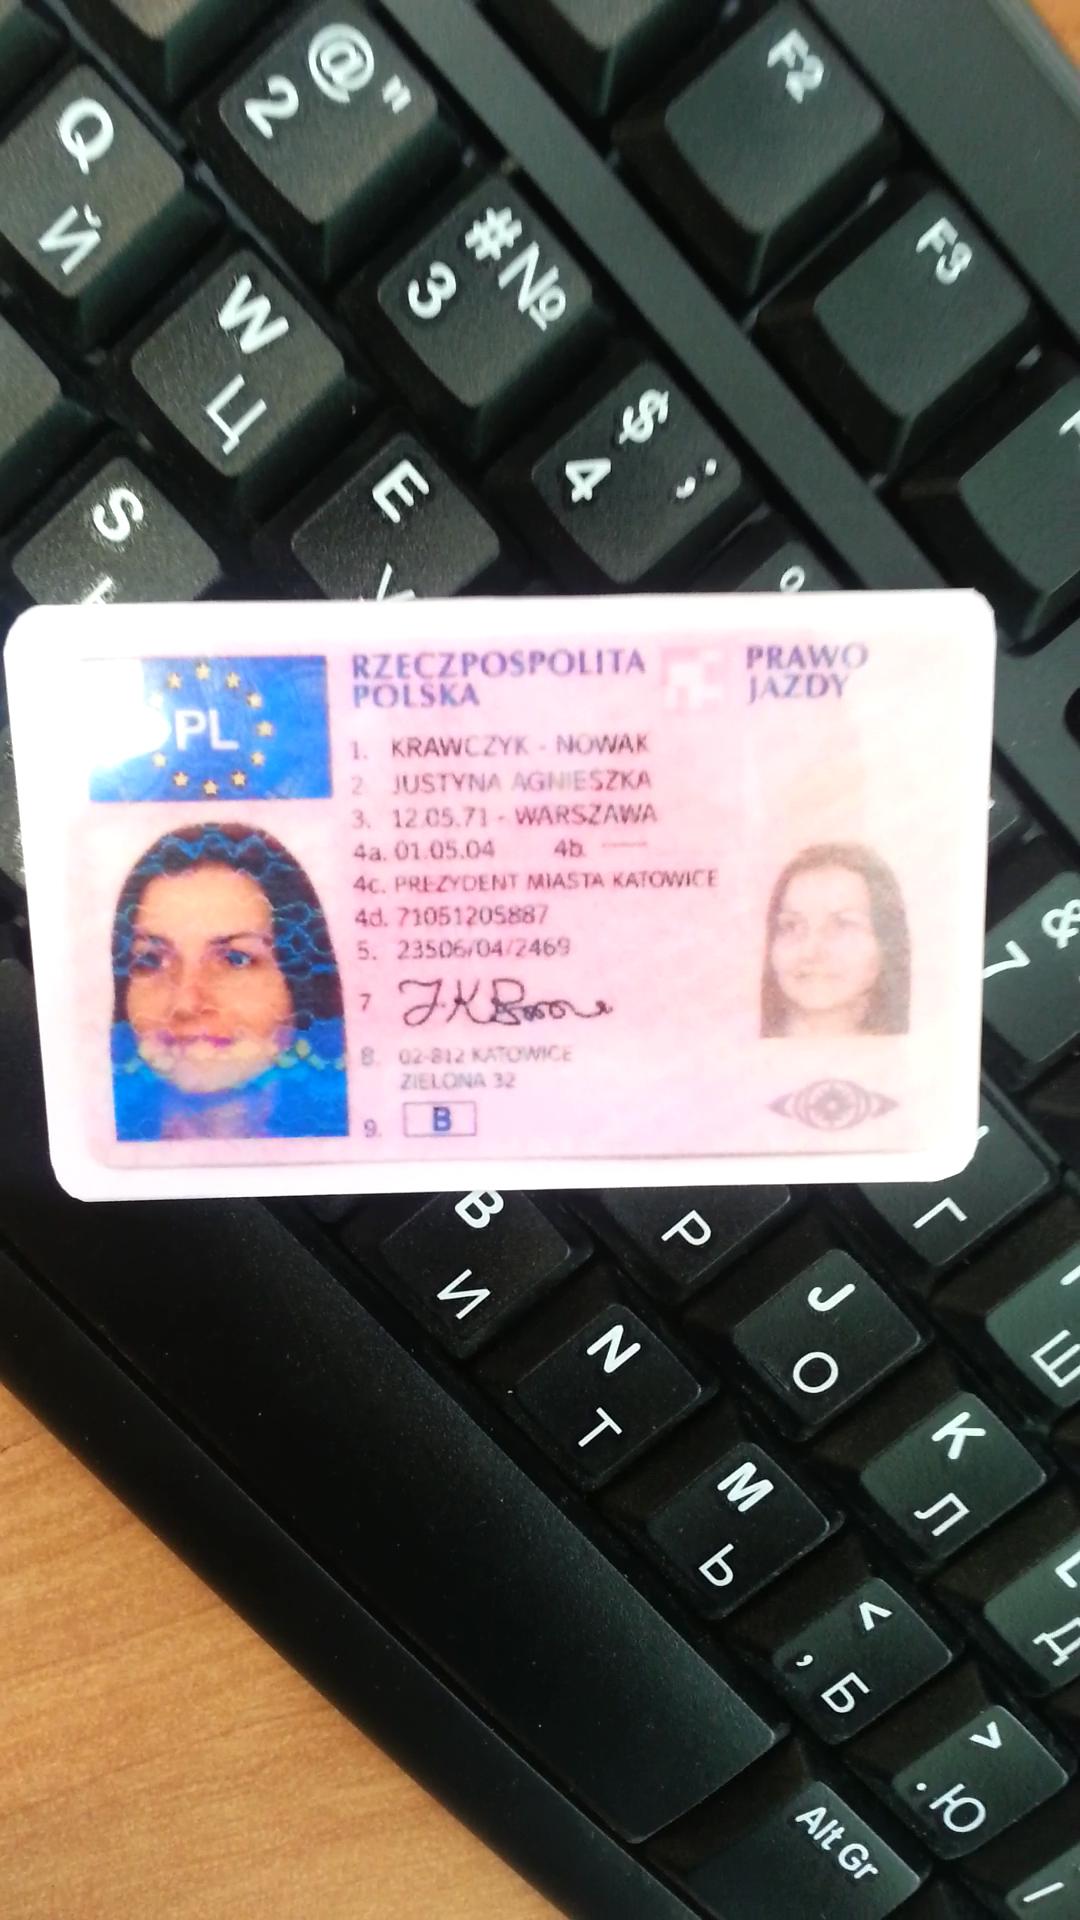 @ "
2
Q
Й
F2
# №
3
F3
W
Ц
$ ;
4
E
S
RZECZPOSPOLITA
POLSKA
PRAWO
JAZDY
PL
1. KRAWCZYK - NOWAK
2. JUSTYNA AGNIESZKA
3. 12.05.71 - WARSZAWA
4a. 01.05.04 4b. —
4c. PREZYDENT MIASTA KATOWICE
4d. 71051205887
5. 23506/04/2469
7
8. 02-812 KATOWICE
ZIELONA 32
9. B
7 &
B
И
P
Г
J
О
N
Т
Ш
K
Л
M
Ь
Д
<
, Б
>
. Ю
Alt Gr
/